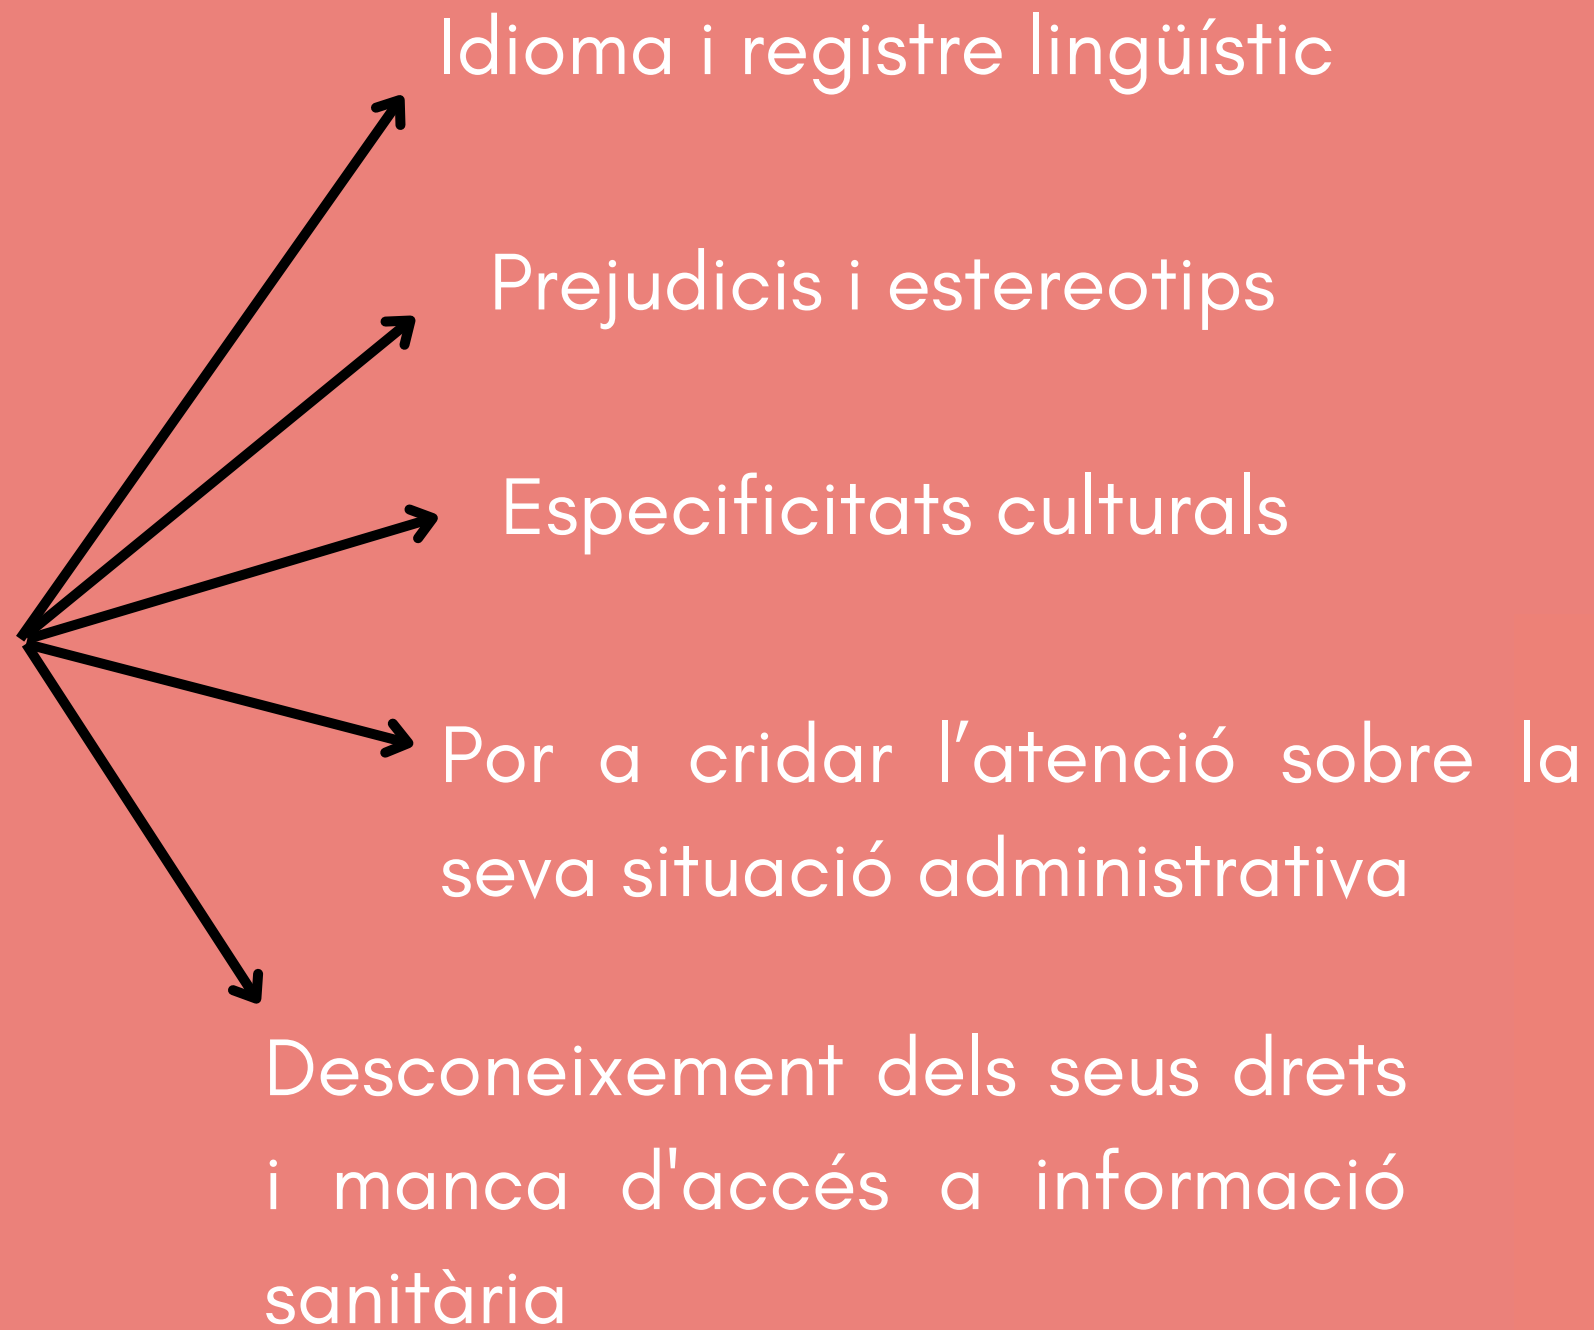 Idioma i registre lingüístic
Prejudicis i estereotips
Especificitats culturals
Por a cridar l’atenció sobre la
seva situació administrativa
Desconeixement dels seus drets
i manca d'accés a informació
sanitària